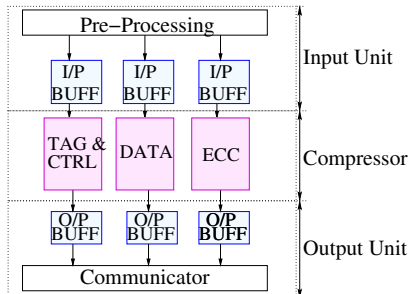 Pre-Processing
Input Unit
I/P I/P I/P
BUFF BUFF BUFF
TAG & DATA ECC
CTRL
Compressor
O/P O/P O/P
BUFF BUFF BUFF
Output Unit
Communicator